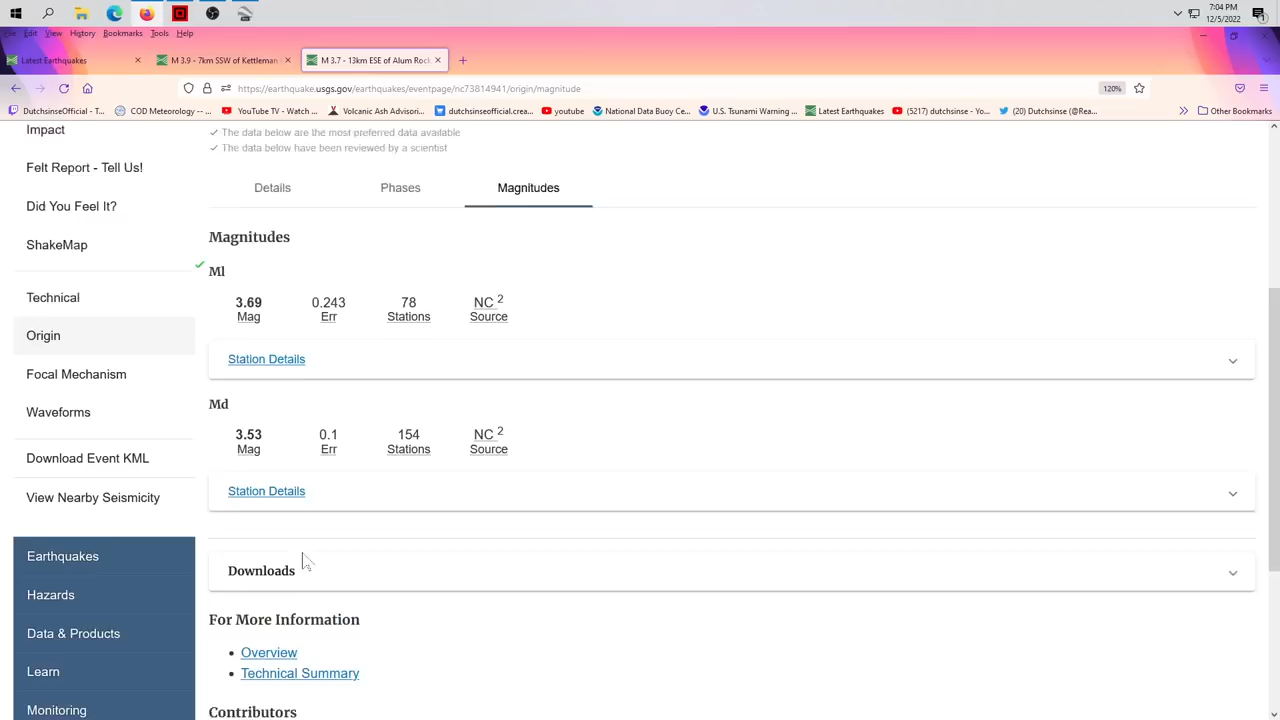 7:04 PM
12/5/2022
File Edit View History Bookmarks Tools Help
Latest Earthquakes
M 3.9 - 7km SSW of Kettleman
M 3.7 - 13km ESE of Alum Rock
https://earthquake.usgs.gov/earthquakes/eventpage/nc73814941/origin/magnitude
120%
DutchsinseOfficial - T...
COD Meteorology -- ...
YouTube TV - Watch ...
Volcanic Ash Advisori...
dutchsinseofficial.crea...
youtube
National Data Buoy Ce...
U.S. Tsunami Warning ...
Latest Earthquakes
(5217) dutchsinse - Yo...
(20) Dutchsinse (@Rea...
Other Bookmarks
Impact
Felt Report - Tell Us!
Did You Feel It?
ShakeMap
Technical
Origin
Focal Mechanism
Waveforms
Download Event KML
View Nearby Seismicity
Earthquakes
Hazards
Data & Products
Learn
Monitoring
The data below are the most preferred data available
The data below have been reviewed by a scientist
Details Phases Magnitudes
Magnitudes
Ml
3.69 0.243 78 NC 2
Mag Err Stations Source
Station Details
Md
3.53 0.1 154 NC 2
Mag Err Stations Source
Station Details
Downloads
For More Information
Overview
Technical Summary
Contributors